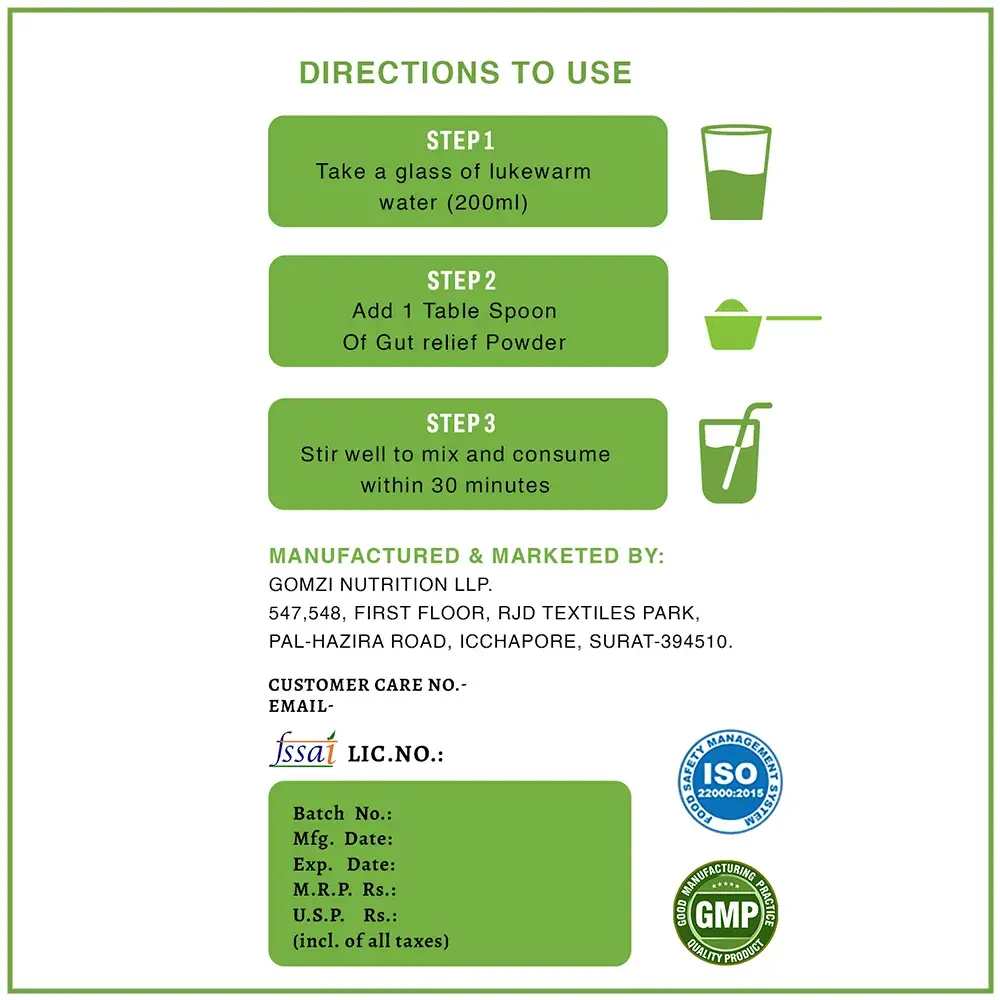 DIRECTIONS TO USE
STEP 1
Take a glass of lukewarm
water (200ml)
STEP 2
Add 1 Table Spoon
Of Gut relief Powder
STEP 3
Stir well to mix and consume
within 30 minutes
MANUFACTURED & MARKETED BY:
GOMZI NUTRITION LLP.
547,548, FIRST FLOOR, RJD TEXTILES PARK,
PAL-HAZIRA ROAD, ICCHAPORE, SURAT-394510.
CUSTOMER CARE NO.-
EMAIL-
fssai LIC.NO.:
Batch No.:
Mfg. Date:
Exp. Date:
M.R.P. Rs.:
U.S.P. Rs.:
(incl. of all taxes)
FOOD SAFETY MANAGEMENT SYSTEM
ISO
22000:2015
GOOD MANUFACTURING PRACTICE
GMP
QUALITY PRODUCT